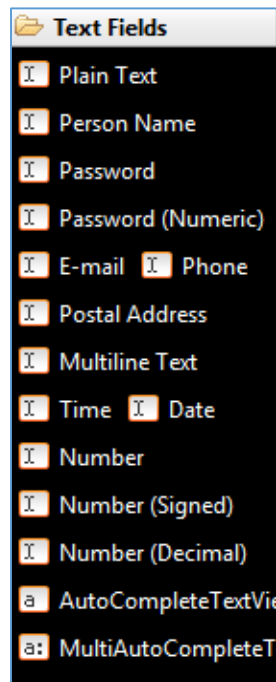 Text Fields
Plain Text
Person Name
Password
Password (Numeric)
E-mail Phone
Postal Address
Multiline Text
Time Date
Number
Number (Signed)
Number (Decimal)
a AutoCompleteTextVie
a: MultiAutoCompleteT